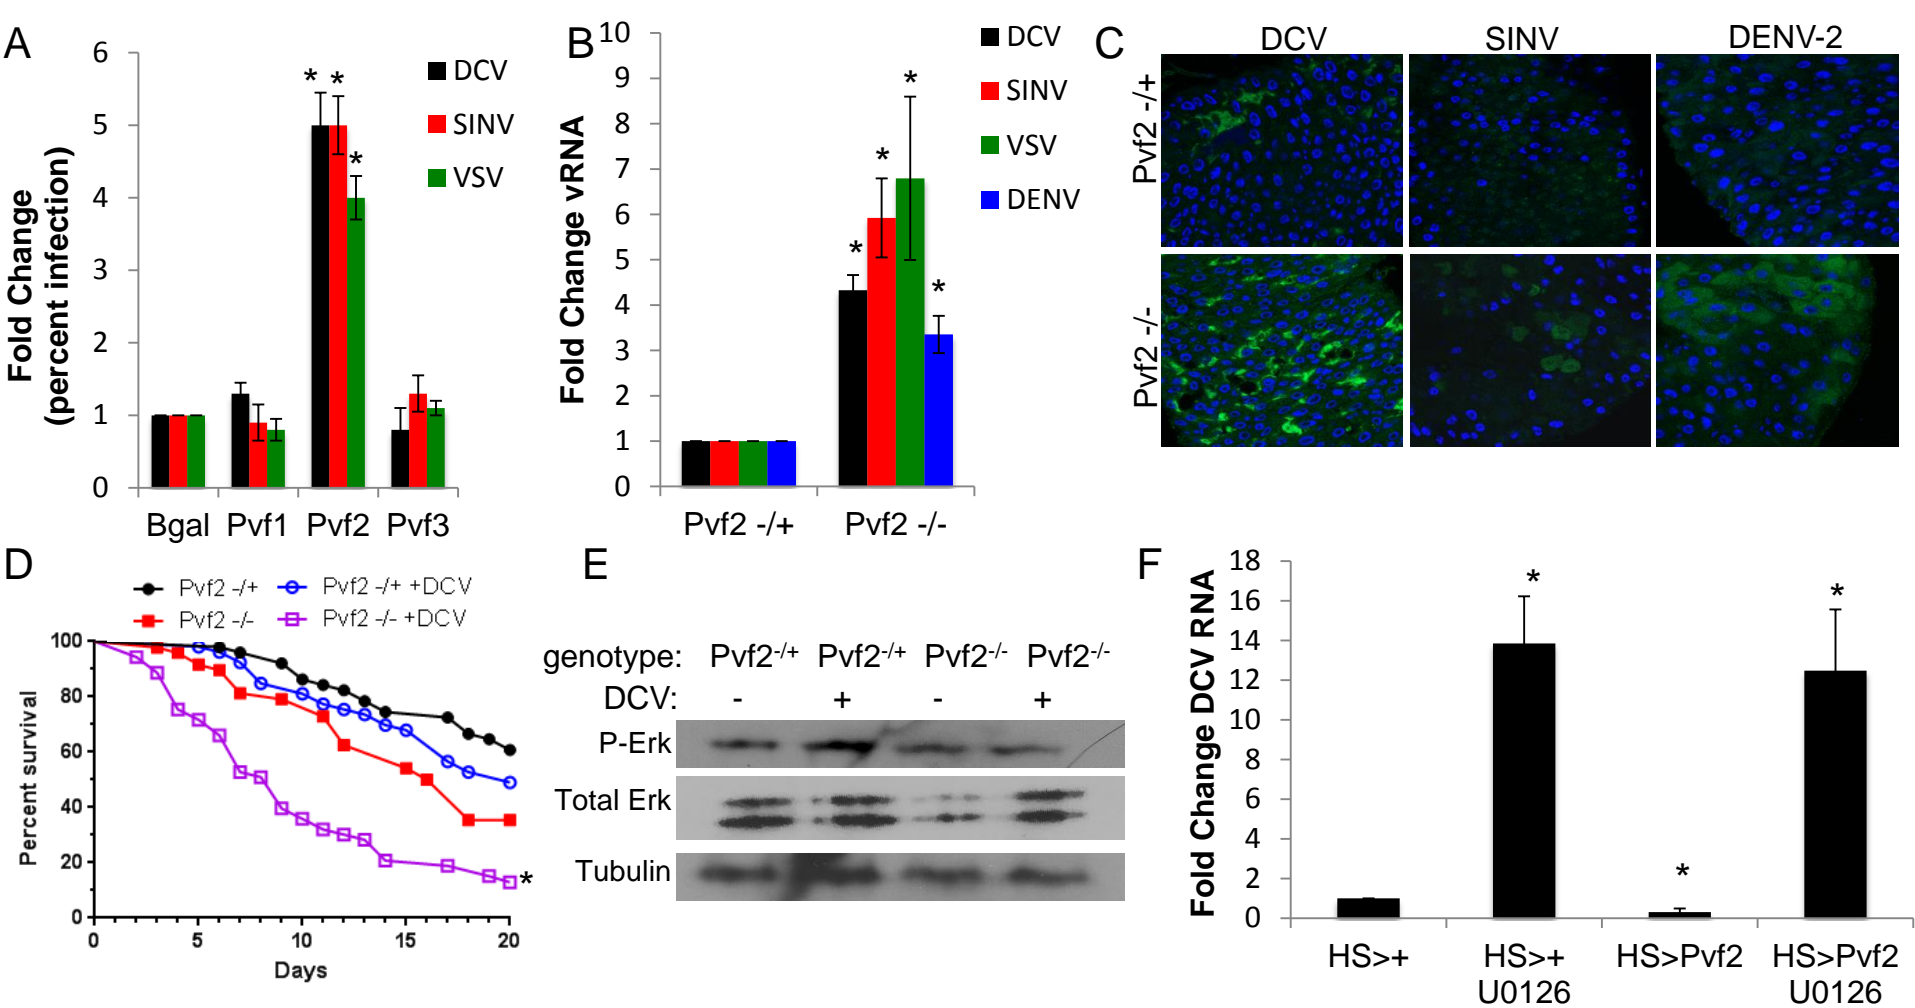 A
Fold Change
(percent infection)
6
5
4
3
2
1
0
* * *
DCV
SINV
VSV
Bgal Pvf1 Pvf2 Pvf3
B
Fold Change vRNA
10
9
8
7
6
5
4
3
2
1
0
* * * *
DCV
SINV
VSV
DENV
Pvf2 -/+ Pvf2 -/-
C
DCV SINV DENV-2
Pvf2 -/+
Pvf2 -/-
D
Pvf2 -/+ Pvf2 -/+ +DCV
Pvf2 -/- Pvf2 -/- +DCV
Percent survival
100
80
60
40
20
0
*
0 5 10 15 20
Days
E
genotype: Pvf2-/+ Pvf2-/+ Pvf2-/- Pvf2-/-
DCV: - + - +
P-Erk
Total Erk
Tubulin
F
Fold Change DCV RNA
18
16
14
12
10
8
6
4
2
0
* * *
HS>+ HS>+ HS>Pvf2 HS>Pvf2
U0126 U0126